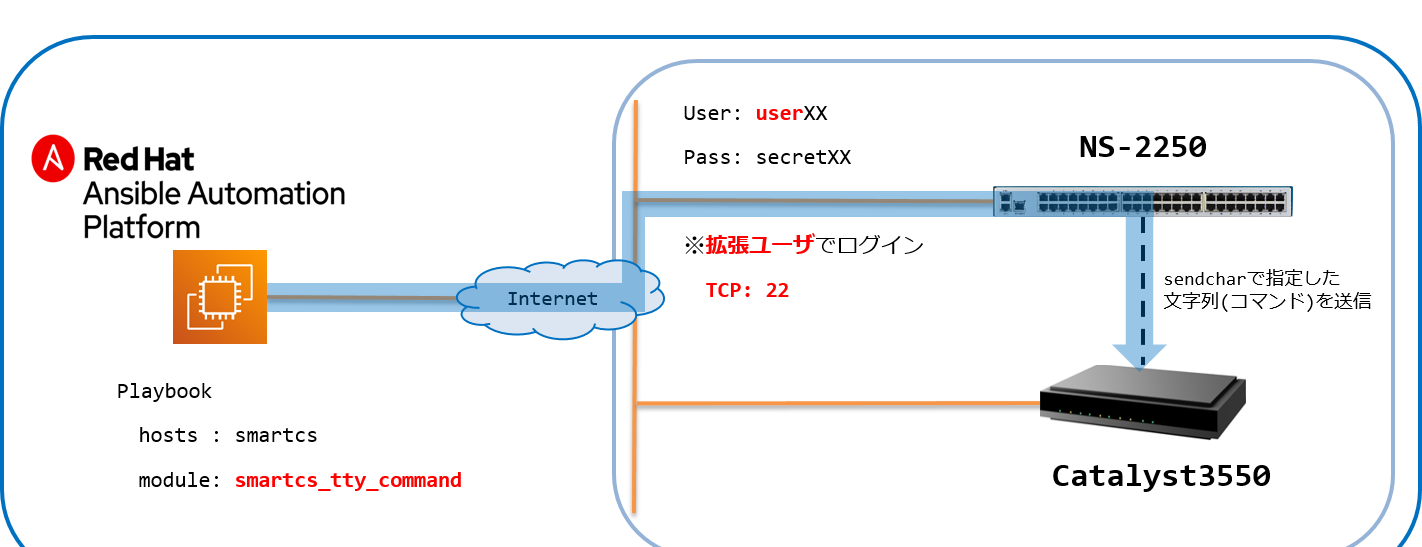 Red Hat
Ansible Automation
Platform
User: userXX
Pass: secretXX
NS-2250
※拡張ユーザでログイン
TCP: 22
Internet
sendcharで指定した
文字列(コマンド)を送信
Playbook
hosts : smartcs
module: smartcs_tty_command
Catalyst3550